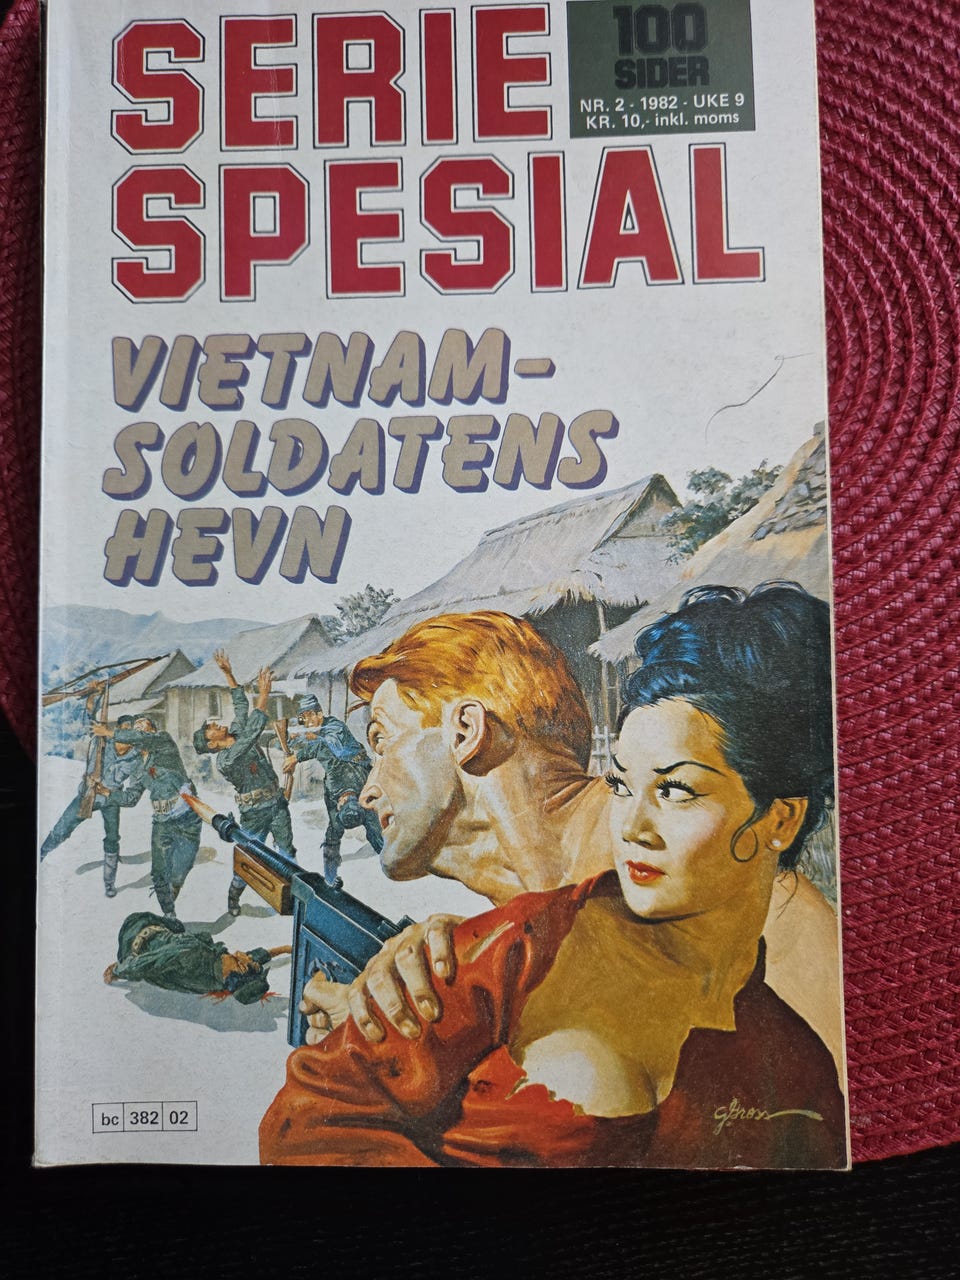 SERIE
SPESIAL
100
SIDER
NR. 2 - 1982 - UKE 9
KR. 10,- inkl. moms
VIETNAM-
SOLDATENS
HEVN
bc 382 02
G.Gross